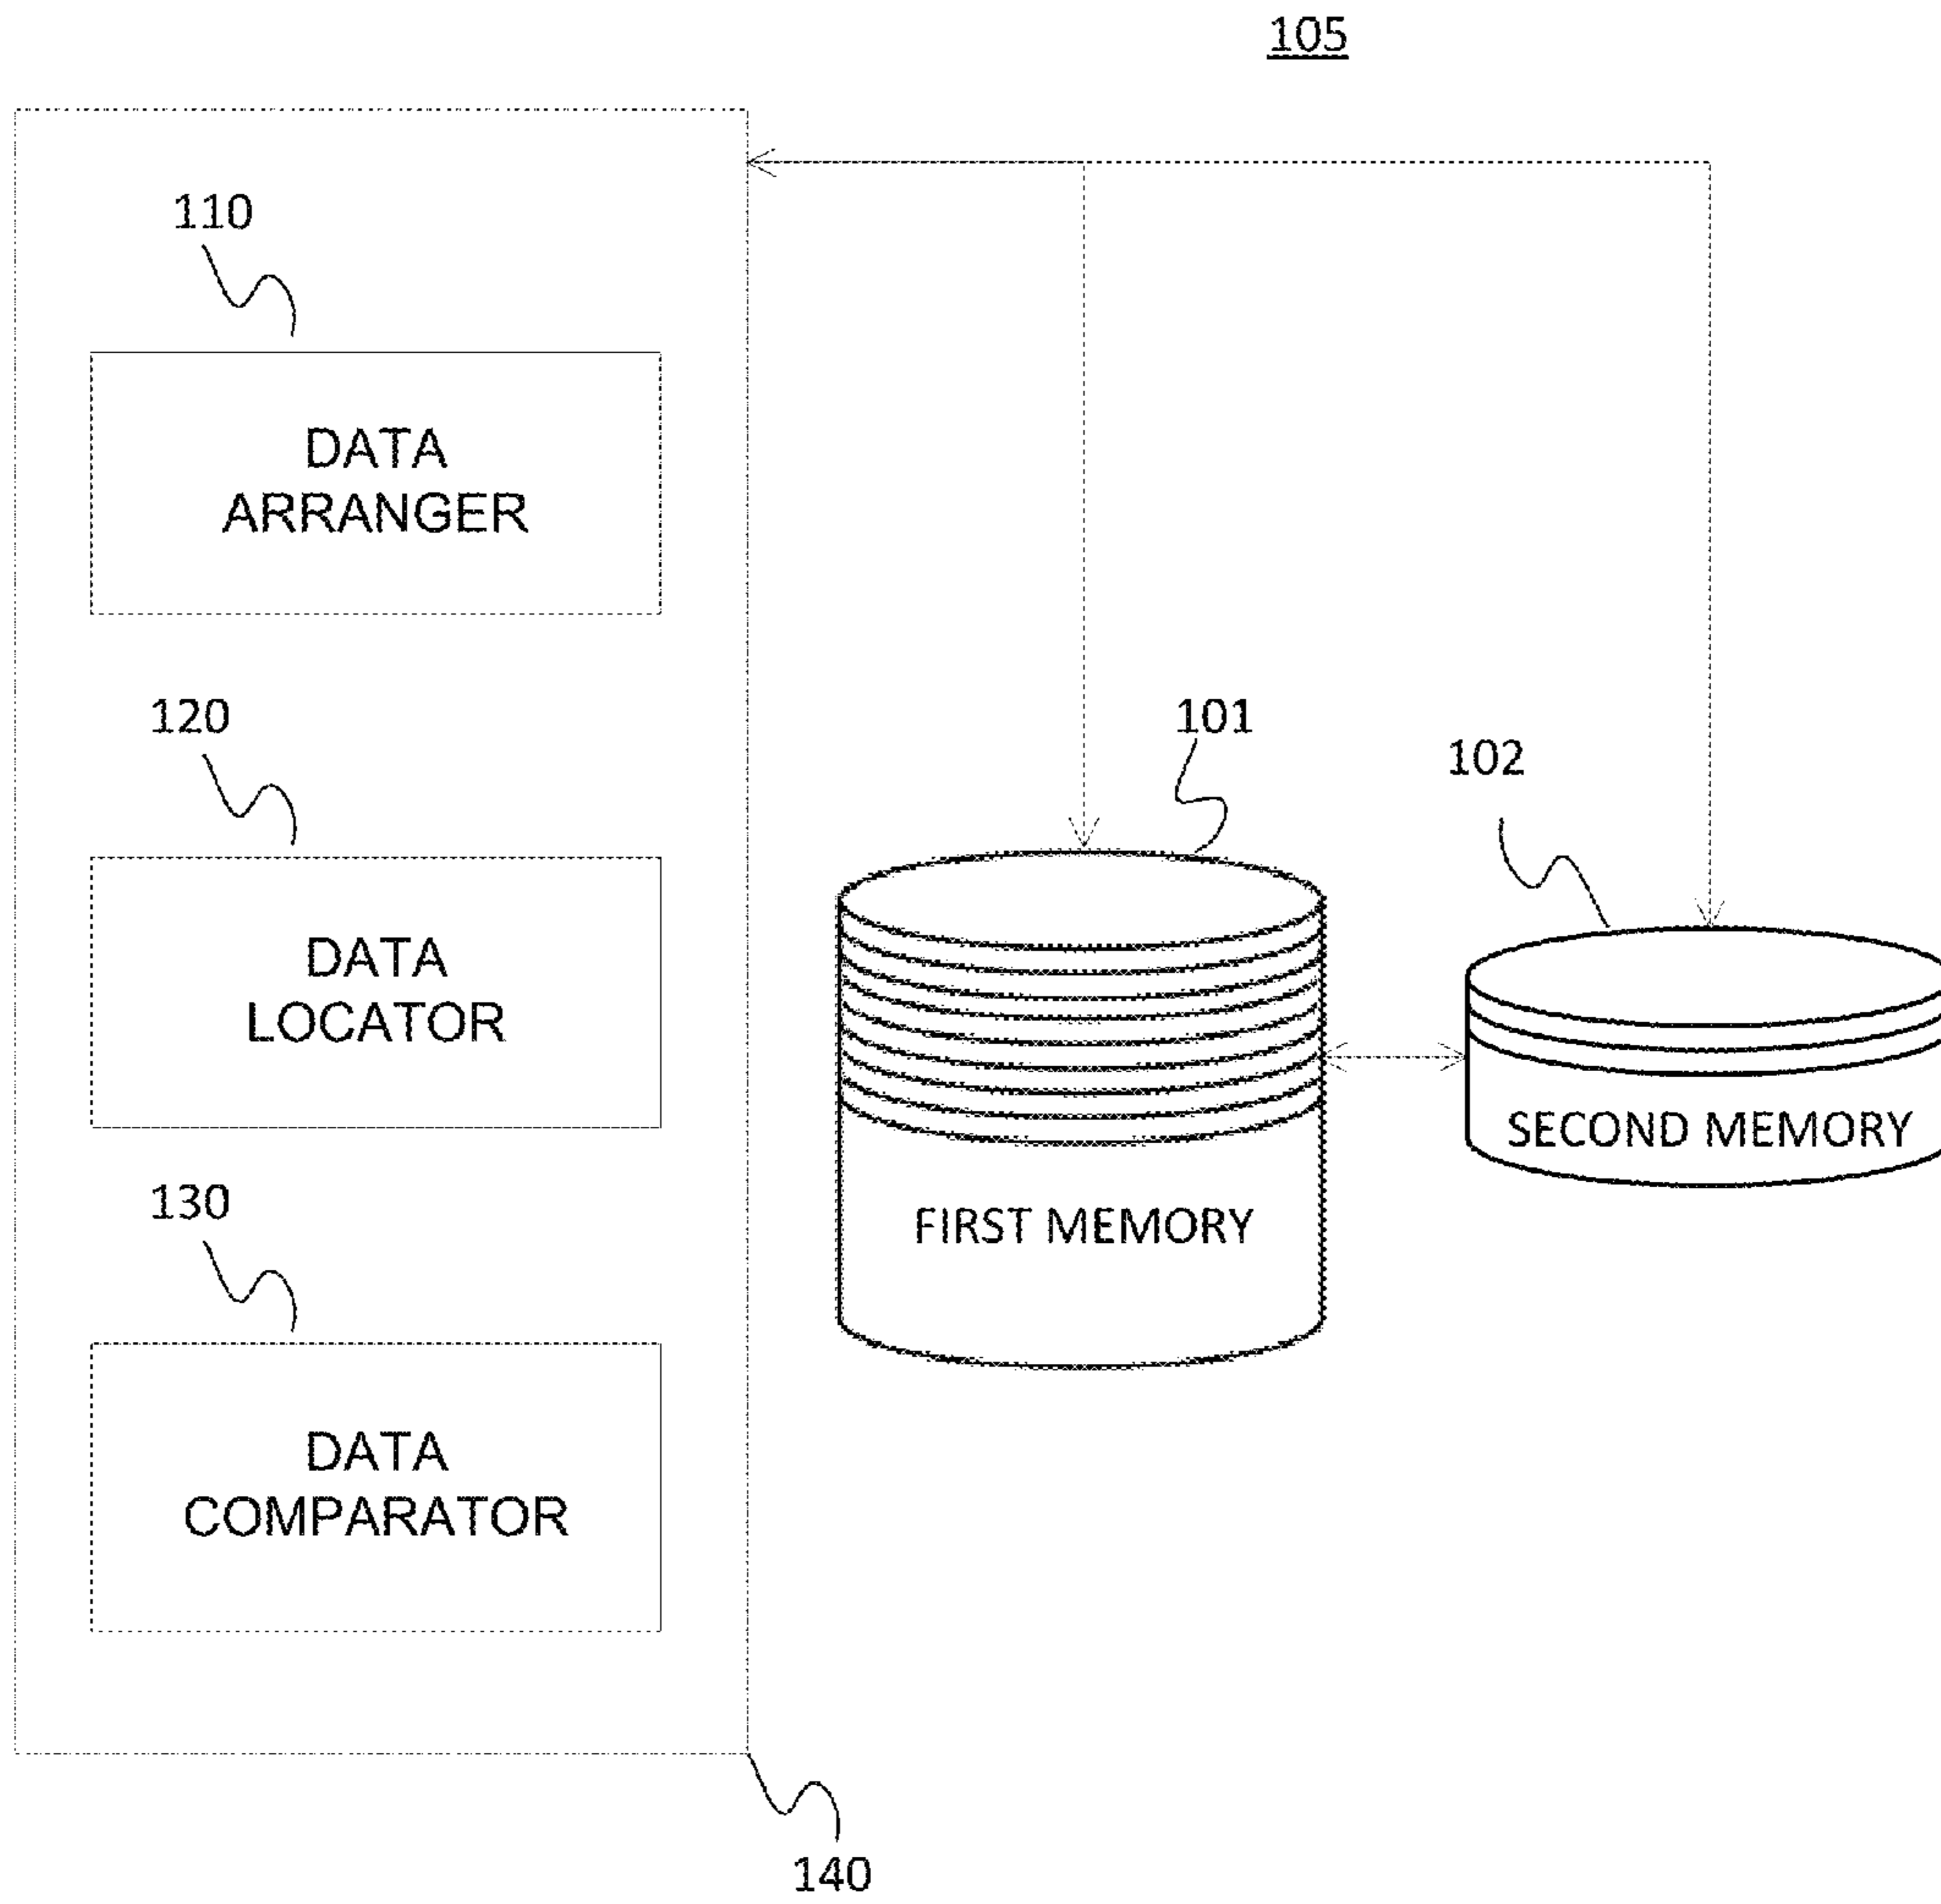 105
110
DATA
ARRANGER
120
DATA
LOCATOR
130
DATA
COMPARATOR
140
101
FIRST MEMORY
102
SECOND MEMORY